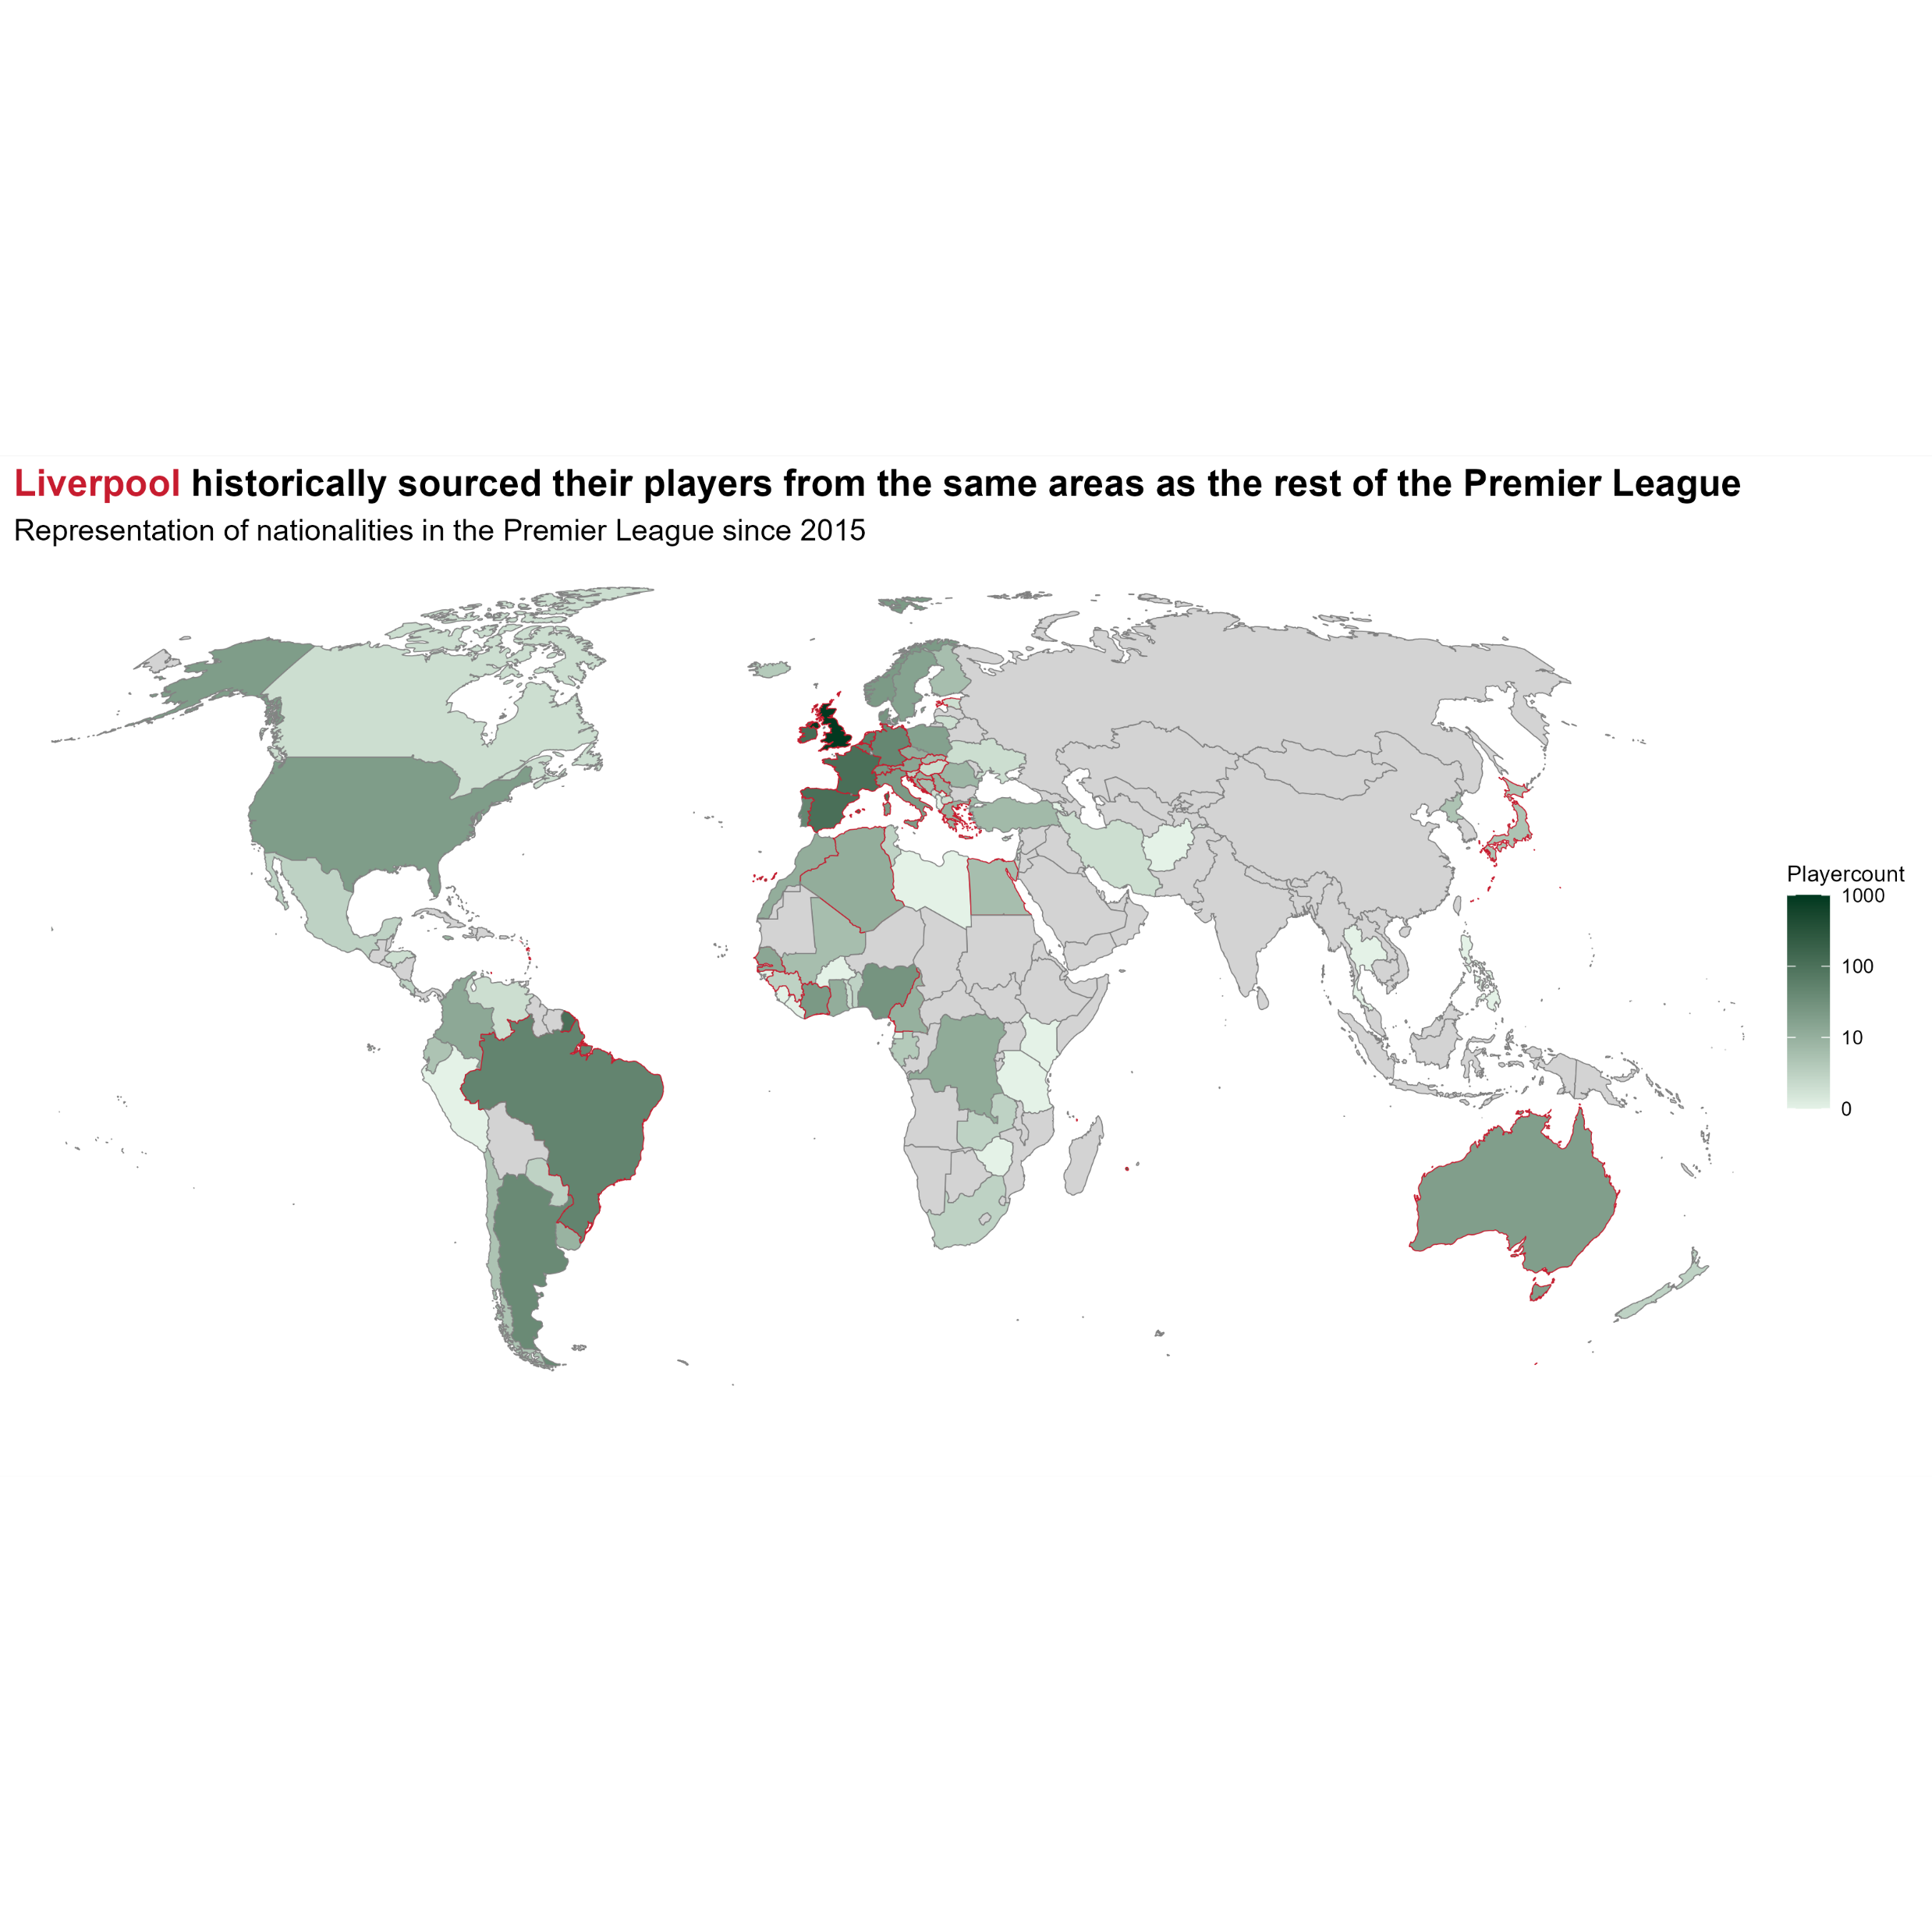 Liverpool historically sourced their players from the same areas as the rest of the Premier League
Representation of nationalities in the Premier League since 2015
Playercount
1000
100
10
0